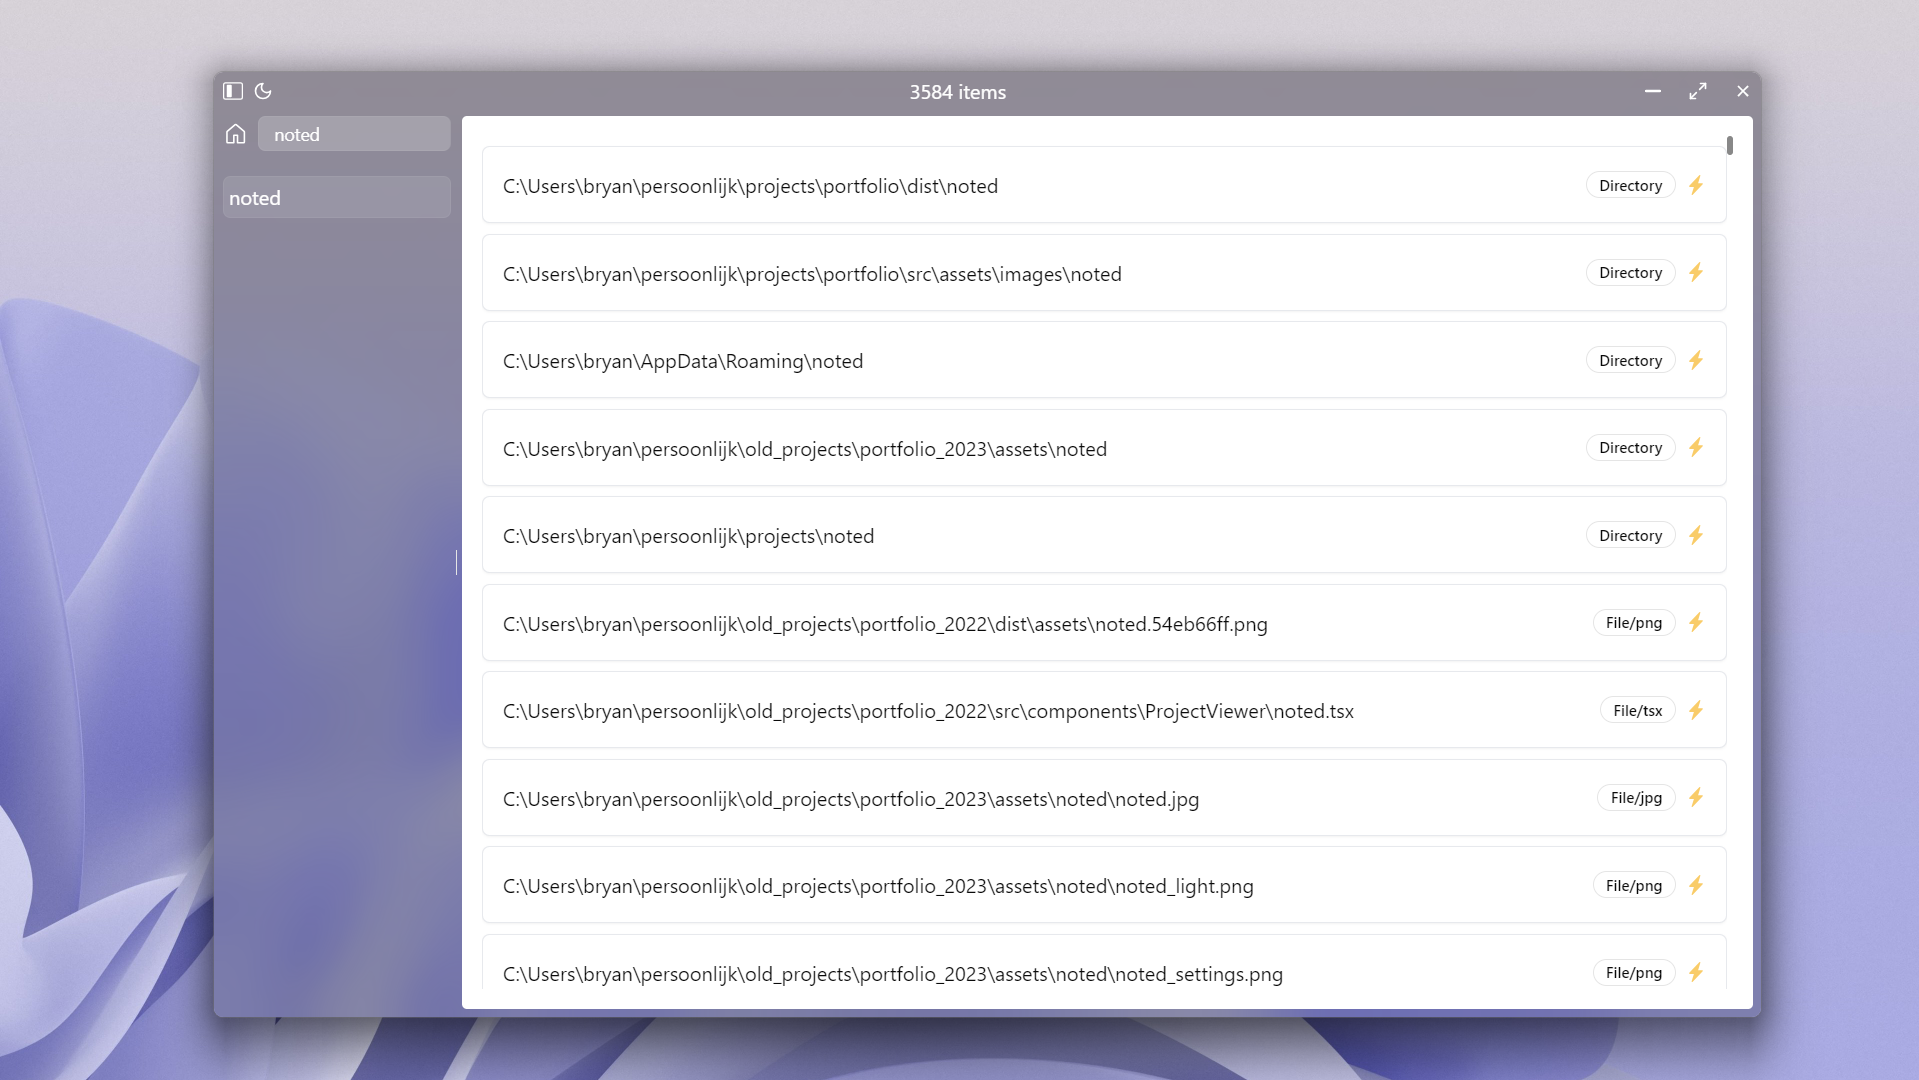 3584 items
noted
noted
C:\Users\bryan\persoonlijk\projects\portfolio\dist\noted Directory
C:\Users\bryan\persoonlijk\projects\portfolio\src\assets\images\noted Directory
C:\Users\bryan\AppData\Roaming\noted Directory
C:\Users\bryan\persoonlijk\old_projects\portfolio_2023\assets\noted Directory
C:\Users\bryan\persoonlijk\projects\noted Directory
C:\Users\bryan\persoonlijk\old_projects\portfolio_2022\dist\assets\noted.54eb66ff.png File/png
C:\Users\bryan\persoonlijk\old_projects\portfolio_2022\src\components\ProjectViewer\noted.tsx File/tsx
C:\Users\bryan\persoonlijk\old_projects\portfolio_2023\assets\noted\noted.jpg File/jpg
C:\Users\bryan\persoonlijk\old_projects\portfolio_2023\assets\noted\noted_light.png File/png
C:\Users\bryan\persoonlijk\old_projects\portfolio_2023\assets\noted\noted_settings.png File/png